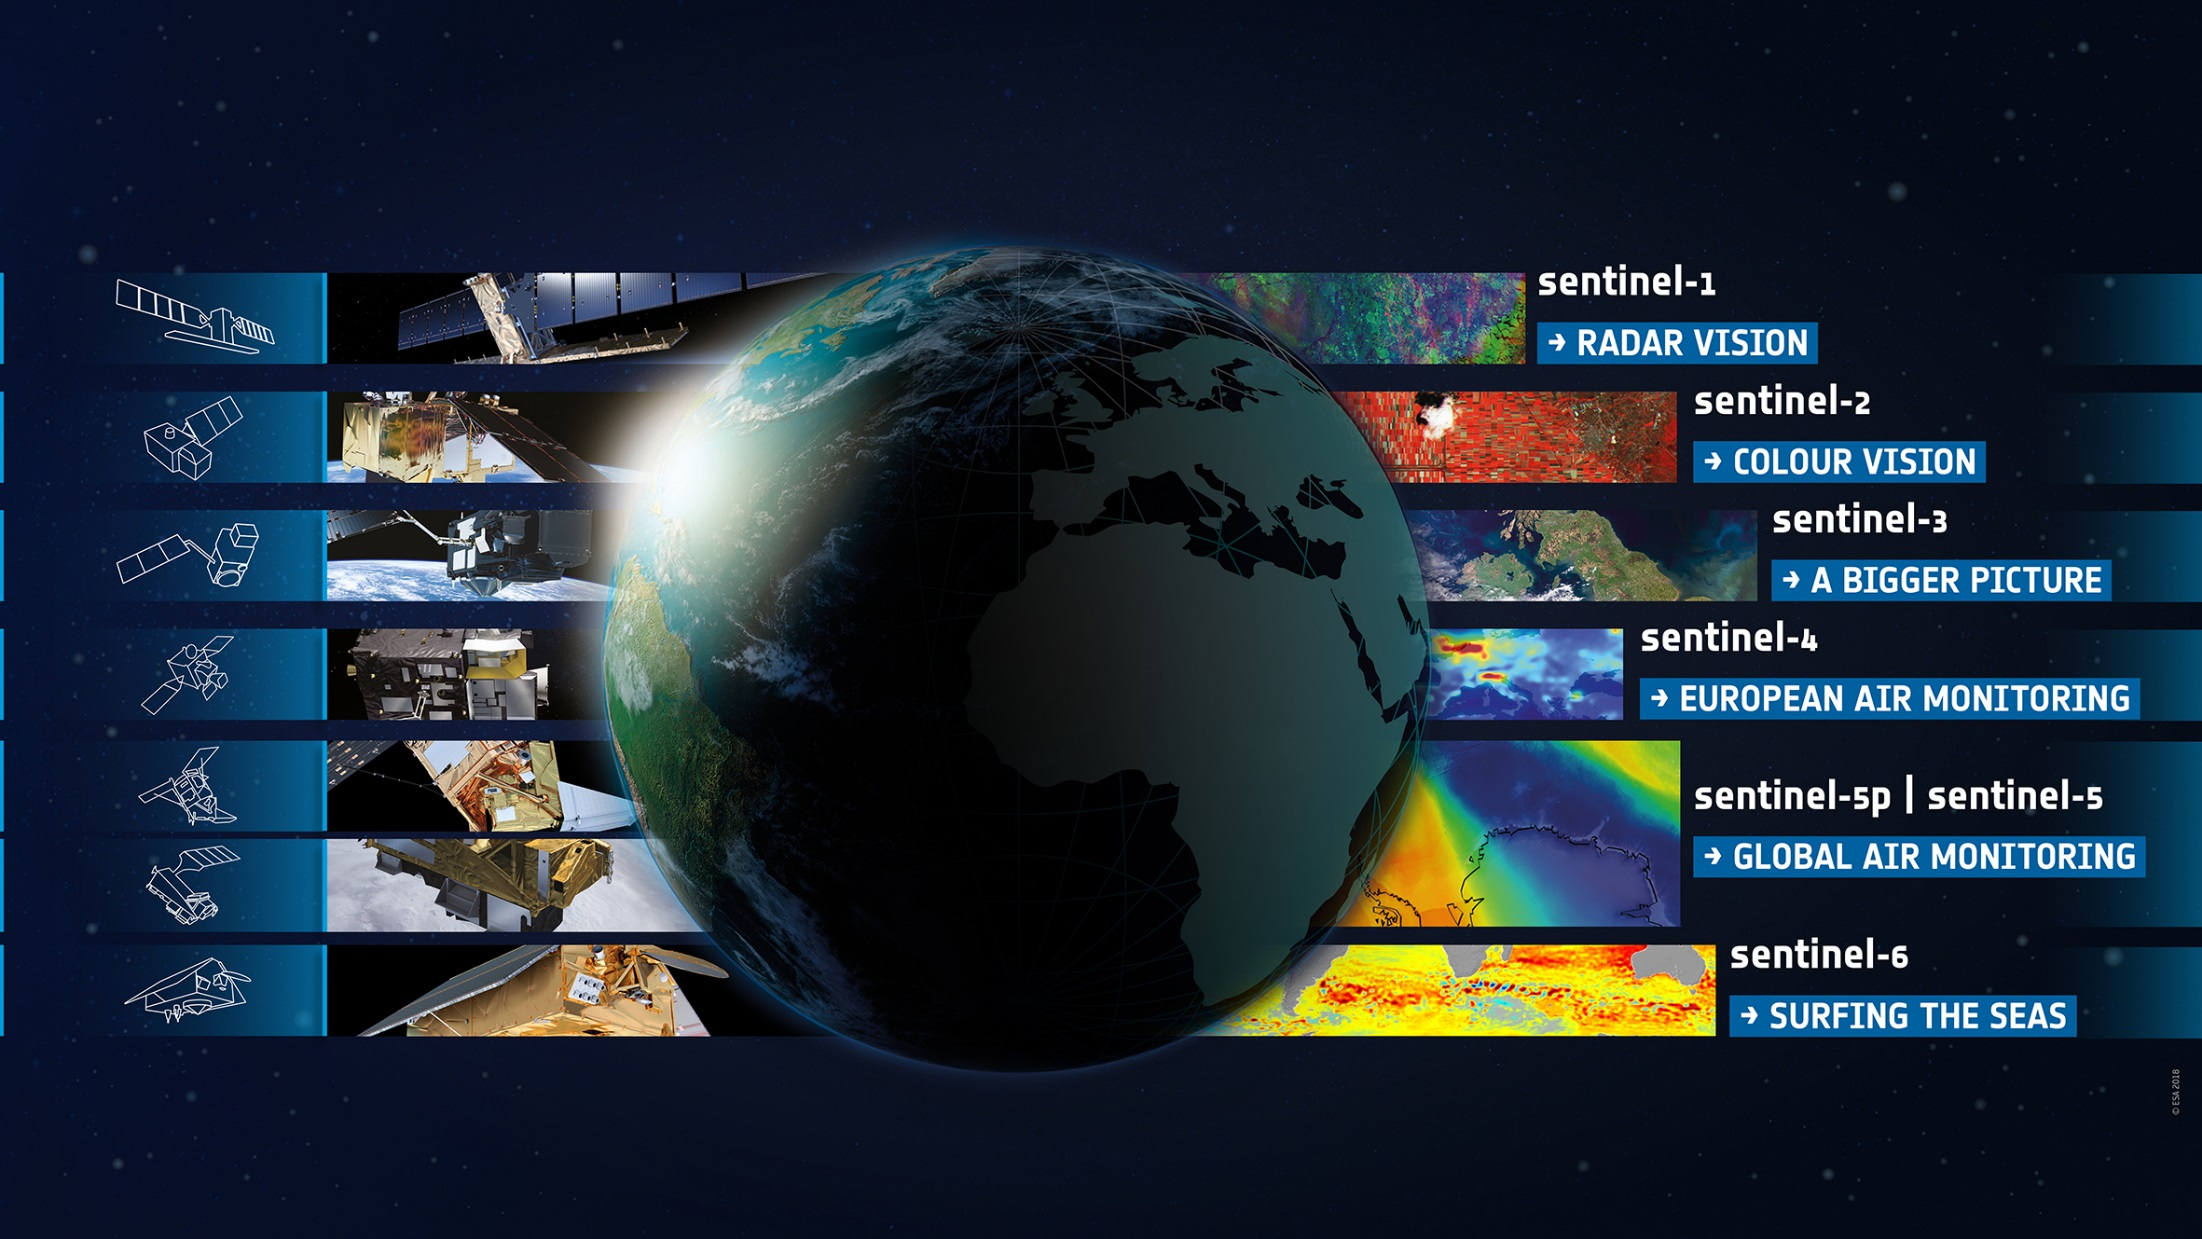 sentinel-1
→ RADAR VISION
sentinel-2
→ COLOUR VISION
sentinel-3
→ A BIGGER PICTURE
sentinel-4
→ EUROPEAN AIR MONITORING
sentinel-5p | sentinel-5
→ GLOBAL AIR MONITORING
sentinel-6
→ SURFING THE SEAS
© ESA 2018